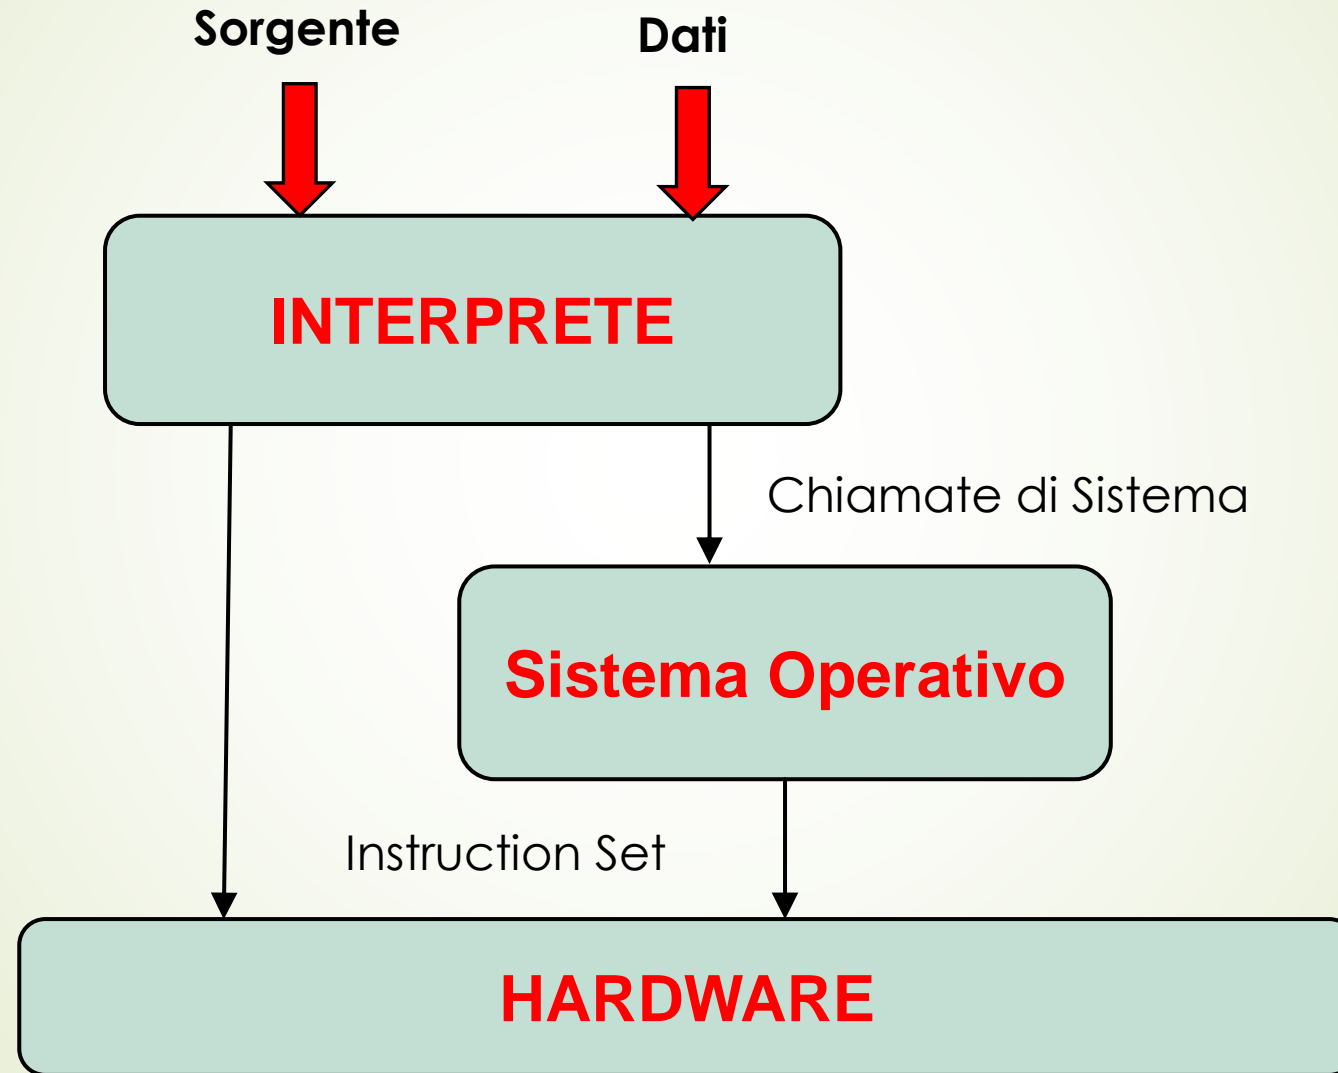 Sorgente
Dati
INTERPRETE
Chiamate di Sistema
Sistema Operativo
Instruction Set
HARDWARE